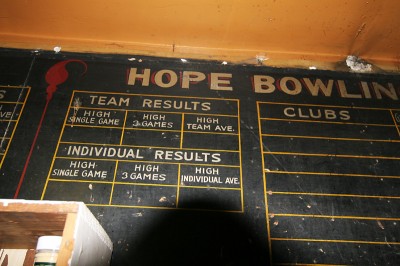 HOPE BOWLIN
TEAM RESULTS
HIGH SINGLE GAME
HIGH 3 GAMES
HIGH TEAM AVE.
INDIVIDUAL RESULTS
HIGH SINGLE GAME
HIGH 3 GAMES
HIGH INDIVIDUAL AVE.
CLUBS